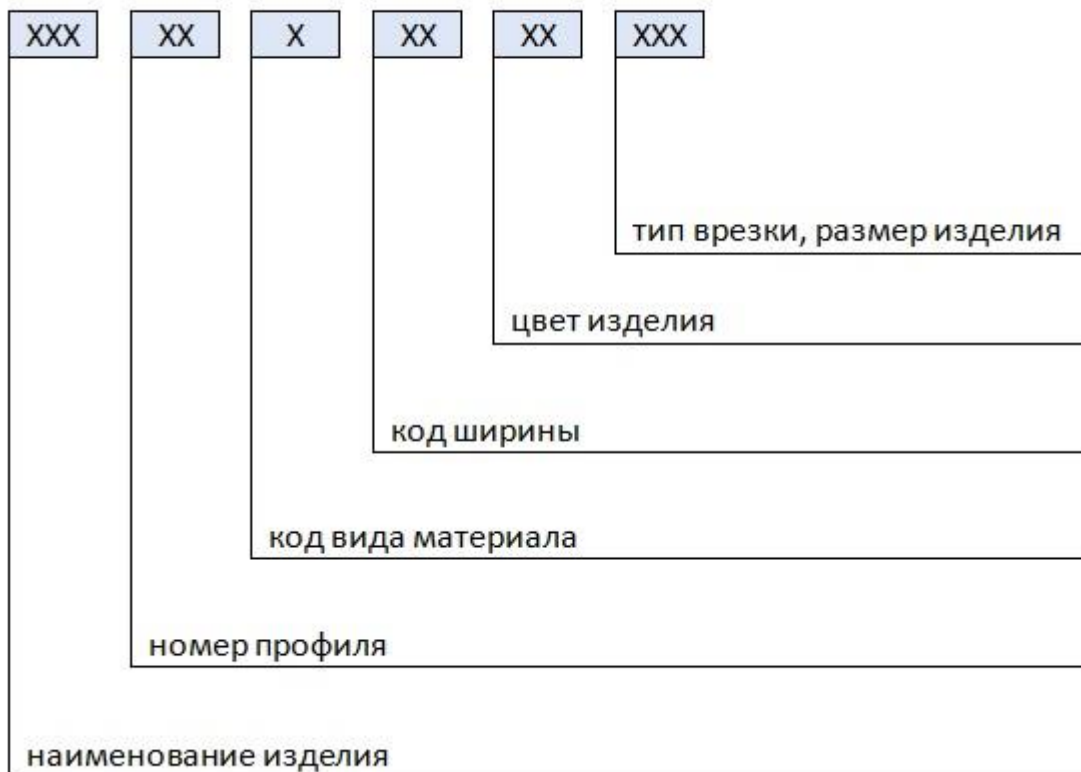 XXX XX X XX XX XXX
тип врезки, размер изделия
цвет изделия
код ширины
код вида материала
номер профиля
наименование изделия